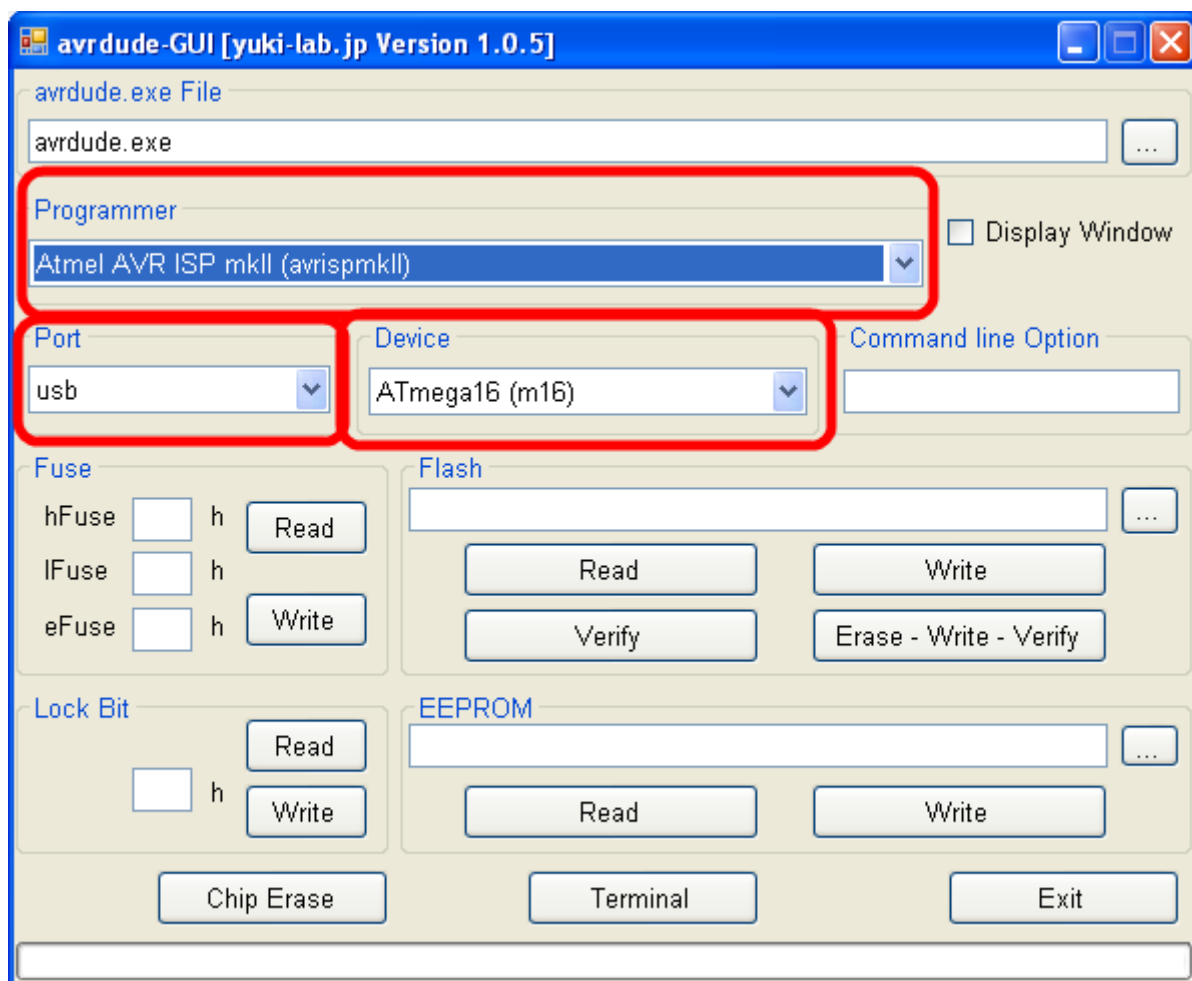 avrdude-GUI [yuki-lab.jp Version 1.0.5]
avrdude.exe File
avrdude.exe
...
Programmer
Atmel AVR ISP mkII (avrispmkII)
Display Window
Port
usb
Device
ATmega16 (m16)
Command line Option
Fuse
hFuse h
Read
lFuse h
eFuse h
Write
Flash
...
Read Write
Verify Erase - Write - Verify
Lock Bit
Read
h
Write
EEPROM
...
Read Write
Chip Erase Terminal Exit